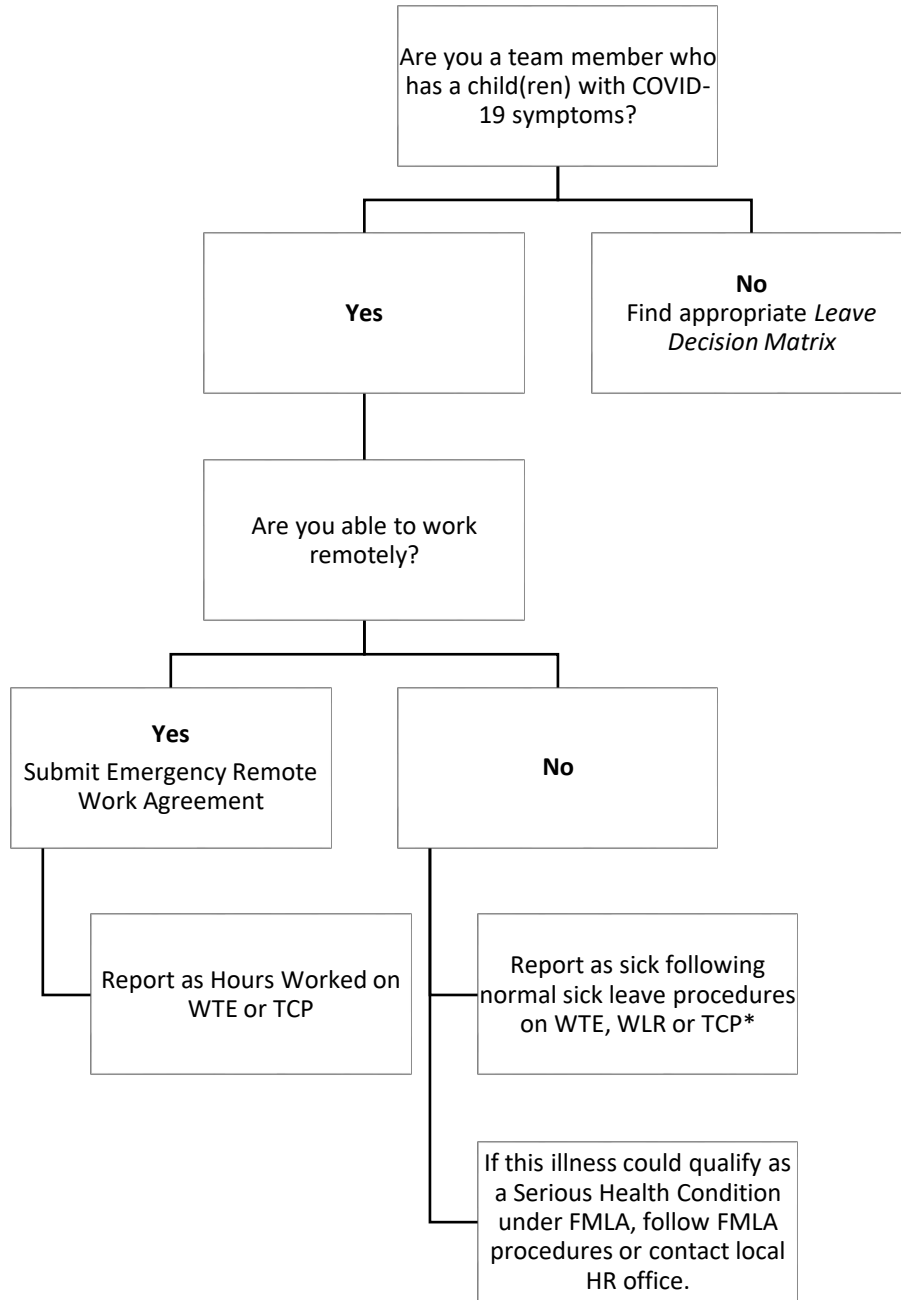 Are you a team member who
has a child(ren) with COVID-
19 symptoms?
Yes
No
Find appropriate Leave
Decision Matrix
Are you able to work
remotely?
Yes
Submit Emergency Remote
Work Agreement
No
Report as Hours Worked on
WTE or TCP
Report as sick following
normal sick leave procedures
on WTE, WLR or TCP*
If this illness could qualify as
a Serious Health Condition
under FMLA, follow FMLA
procedures or contact local
HR office.